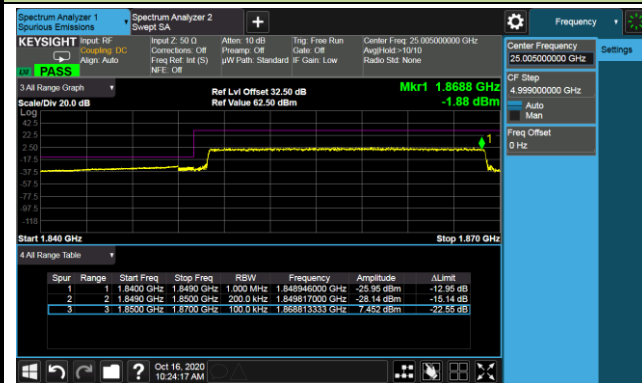 Spectrum Analyzer 1
Spurious Emissions
Spectrum Analyzer 2
Swept SA
Frequency
KEYSIGHT
PASS
Input: RF
Coupling: DC
Align: Auto
Input Z: 50 Ω
Corrections: Off
Freq Ref: Int (S)
NFE: Off
Atten: 10 dB
Preamp: Off
µW Path: Standard
Trig: Free Run
Gate: Off
IF Gain: Low
Center Freq: 25.005000000 GHz
Avg|Hold:>10/10
Radio Std: None
Center Frequency
25.005000000 GHz
Settings
CF Step
4.999000000 GHz
Auto
Man
Freq Offset
0 Hz
3 All Range Graph
Scale/Div 20.0 dB
Ref Lvl Offset 32.50 dB
Ref Value 62.50 dBm
Mkr1 1.8688 GHz
-1.88 dBm
Log
42.5
22.5
2.50
-17.5
-37.5
-57.5
-77.5
-97.5
-118
1
Start 1.840 GHz
Stop 1.870 GHz
4 All Range Table
Spur Range Start Freq Stop Freq RBW Frequency Amplitude ΔLimit
1 1 1.8400 GHz 1.8490 GHz 1.000 MHz 1.848946000 GHz -25.95 dBm -12.95 dB
2 2 1.8490 GHz 1.8500 GHz 200.0 kHz 1.849817000 GHz -28.14 dBm -15.14 dB
3 3 1.8500 GHz 1.8700 GHz 100.0 kHz 1.868813333 GHz 7.452 dBm -22.55 dB
Oct 16, 2020
10:24:17 AM